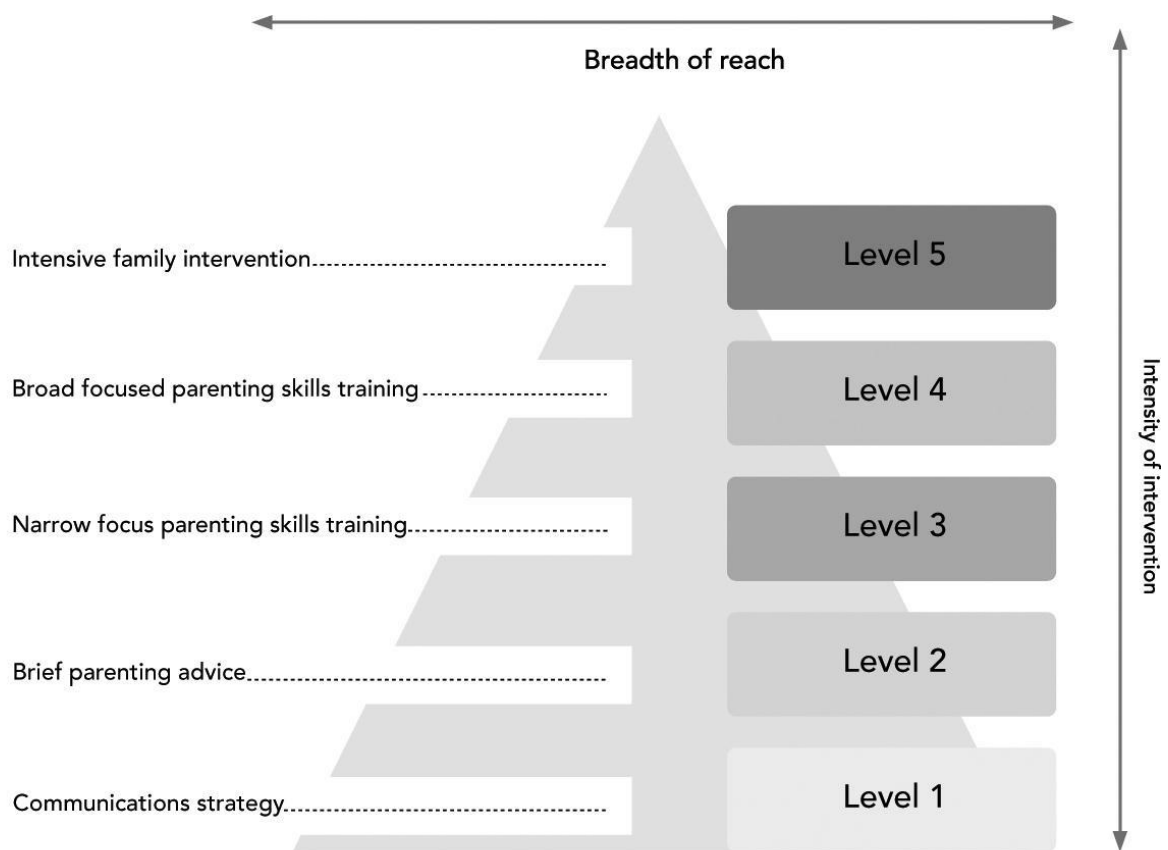 Breadth of reach
Intensive family intervention
Level 5
Broad focused parenting skills training
Level 4
Narrow focus parenting skills training
Level 3
Brief parenting advice
Level 2
Communications strategy
Level 1
Intensity of intervention